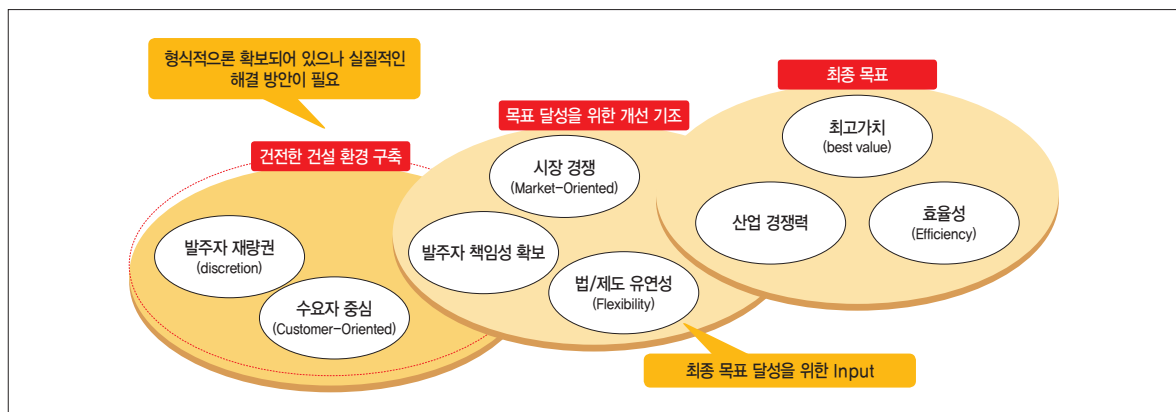 형식적으론 확보되어 있으나 실질적인
해결 방안이 필요
건전한 건설 환경 구축
발주자 재량권
(discretion)
수요자 중심
(Customer-Oriented)
목표 달성을 위한 개선 기조
시장 경쟁
(Market-Oriented)
발주자 책임성 확보
법/제도 유연성
(Flexibility)
최종 목표 달성을 위한 Input
최종 목표
최고가치
(best value)
산업 경쟁력
효율성
(Efficiency)